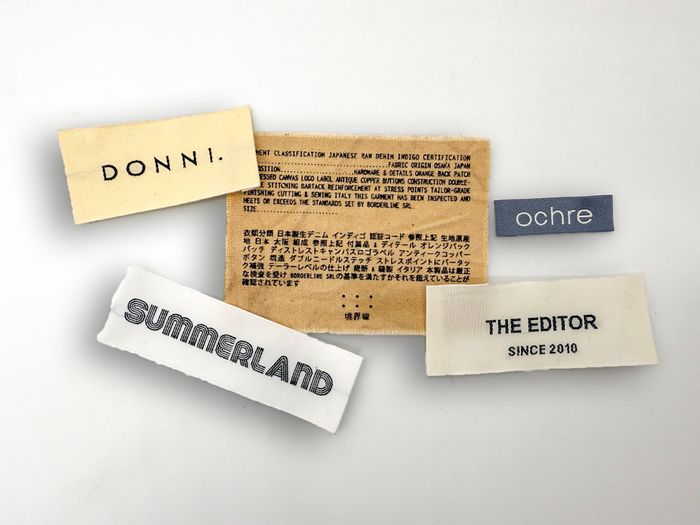 DONNI.
MENT CLASSIFICATION JAPANESE RAW DENIM INDIGO CERTIFICATION
FABRIC ORIGIN OSAKA JAPAN
POSITION............HARDWARE & DETAILS ORANGE BACK PATCH
ESSED CANVAS LOGO LABEL ANTIQUE COPPER BUTTONS CONSTRUCTION DOUBLE-
STITCHING BARTACK REINFORCEMENT AT STRESS POINTS TAILOR-GRADE
FINISHING CUTTING & SEWING ITALY THIS GARMENT HAS BEEN INSPECTED AND
MEETS OR EXCEEDS THE STANDARDS SET BY BORDERLINE SRL.
SIZE......................
衣類分類 日本製生デニム インディゴ 認証コード 参照上記 生地原産
地 日本 大阪 組成 参照上記 付属品 & ディテール オレンジバック
パッチ ディストレストキャンバスロゴラベル アンティークコッパー
ボタン 構造 ダブルニードルステッチ ストレスポイントにバータッ
ク補強 テーラーレベルの仕上げ 裁断 & 縫製 イタリア 本製品は厳正
な検査を受け BORDERLINE SRLの基準を満たすかそれを超えていることが
確認されています
境界線
ochre
SUMMERLAND
THE EDITOR
SINCE 2010